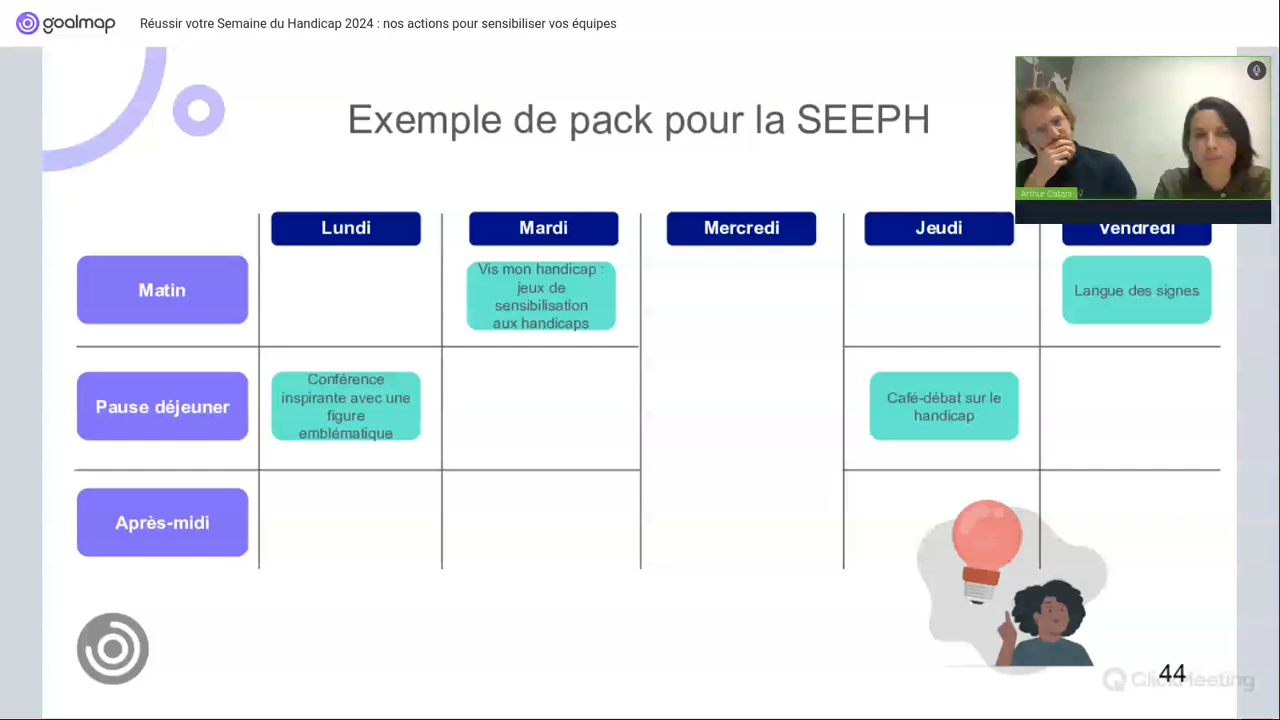 goalmap
Réussir votre Semaine du Handicap 2024 : nos actions pour sensibiliser vos équipes
Exemple de pack pour la SEEPH
Arthur Catani
Lundi
Mardi
Mercredi
Jeudi
Vendredi
Matin
Vis mon handicap :
jeux de
sensibilisation
aux handicaps
Langue des signes
Pause déjeuner
Conférence
inspirante avec une
figure
emblématique
Café-débat sur le
handicap
Après-midi
44
ClickMeeting